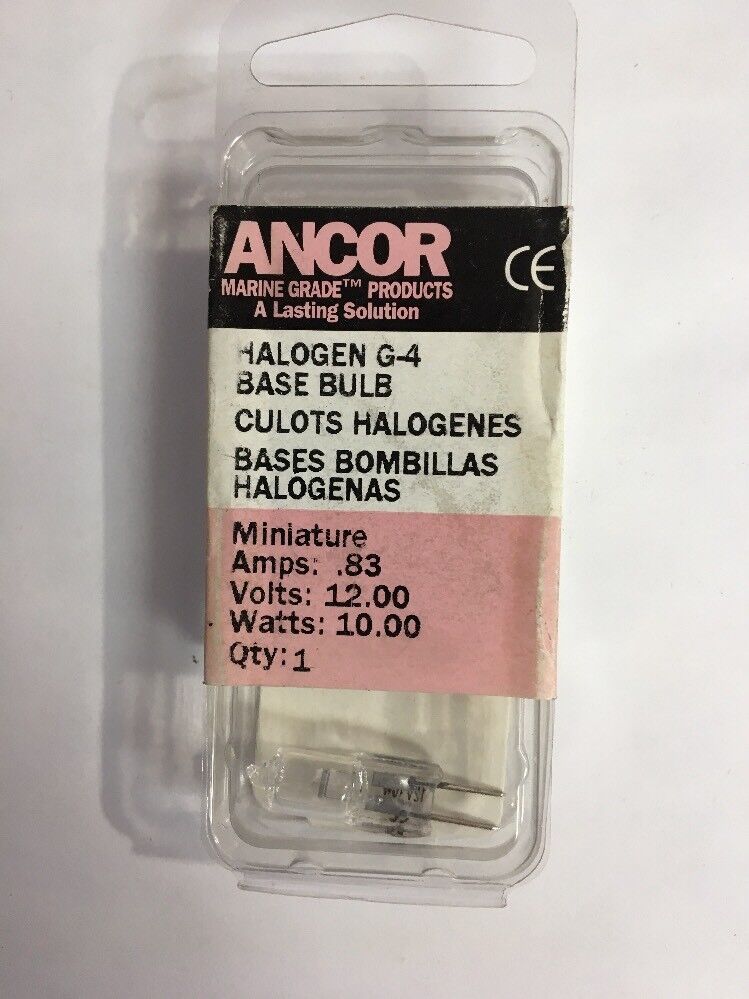 ANCOR
CE
MARINE GRADE™ PRODUCTS
A Lasting Solution
HALOGEN G-4
BASE BULB
CULOTS HALOGENES
BASES BOMBILLAS
HALOGENAS
Miniature
Amps: .83
Volts: 12.00
Watts: 10.00
Qty: 1